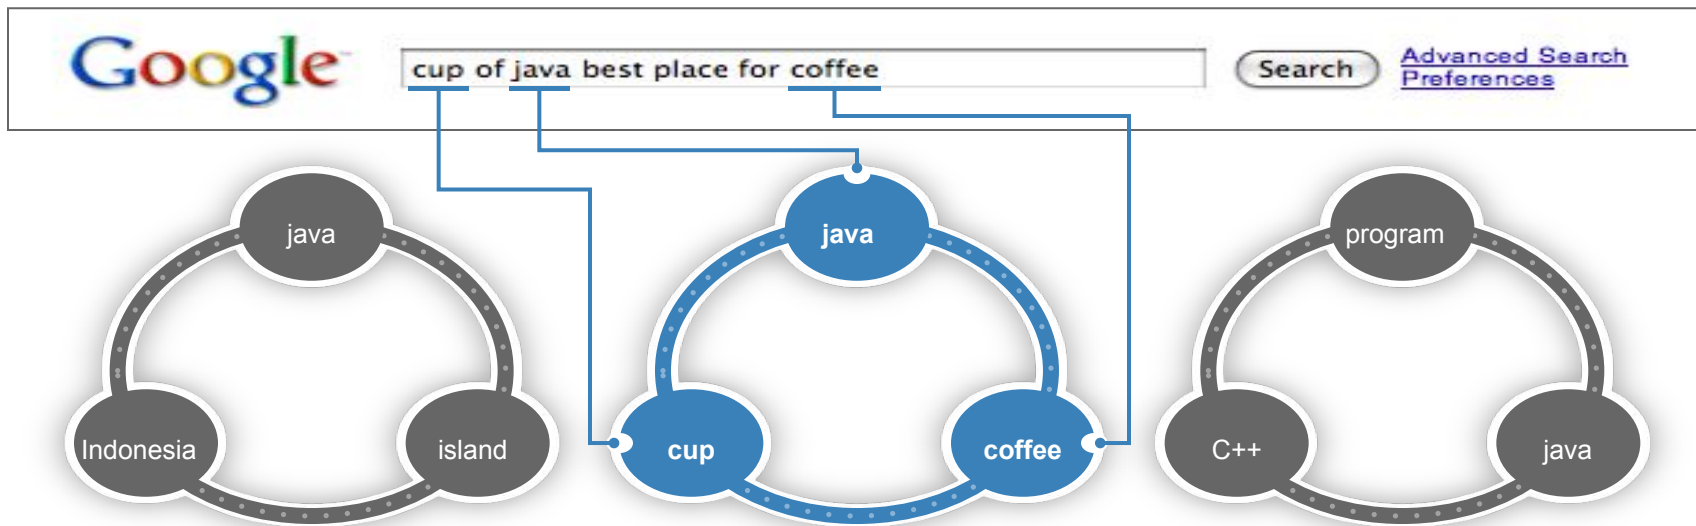 Google™
cup of java best place for coffee
Search
Advanced Search
Preferences
java
Indonesia
island
java
cup
coffee
program
C++
java